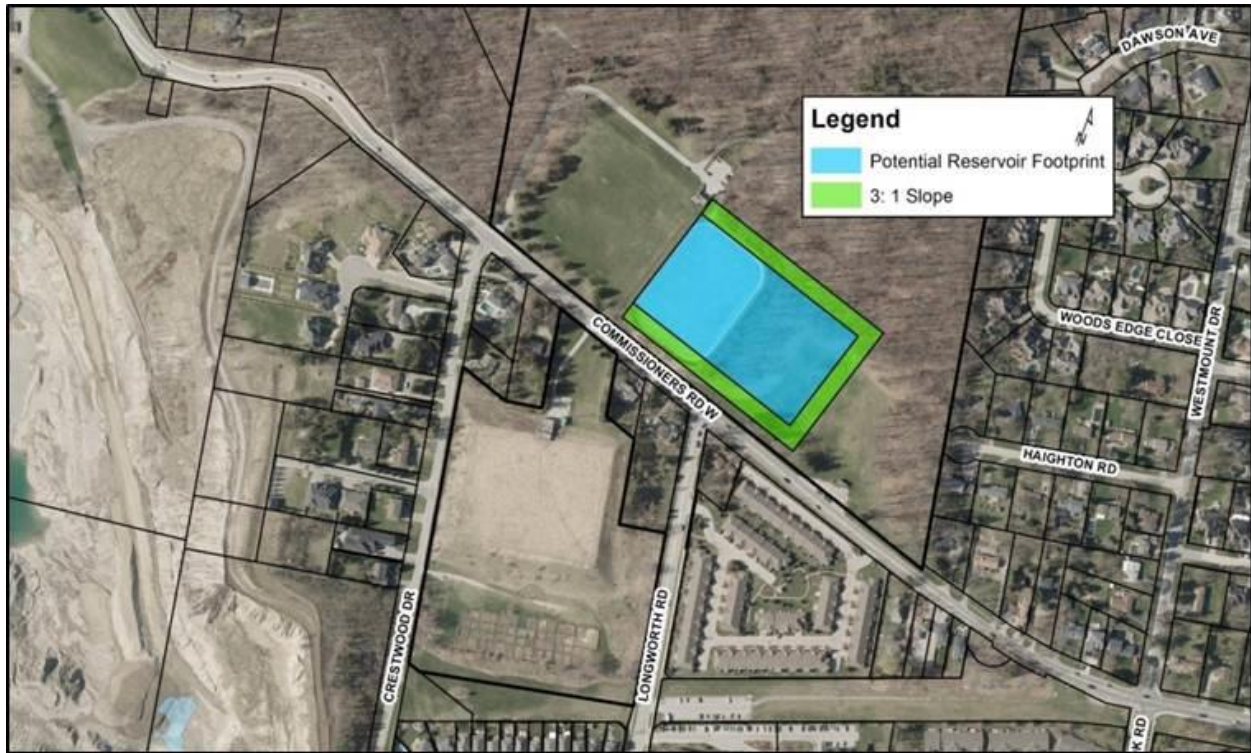 DAWSON AVE
Legend
N
Potential Reservoir Footprint
3: 1 Slope
WOODS EDGE CLOSE
WESTMOUNT DR
COMMISSIONERS RD W
HAIGHTON RD
CRESTWOOD DR
LONGWORTH RD
K RD